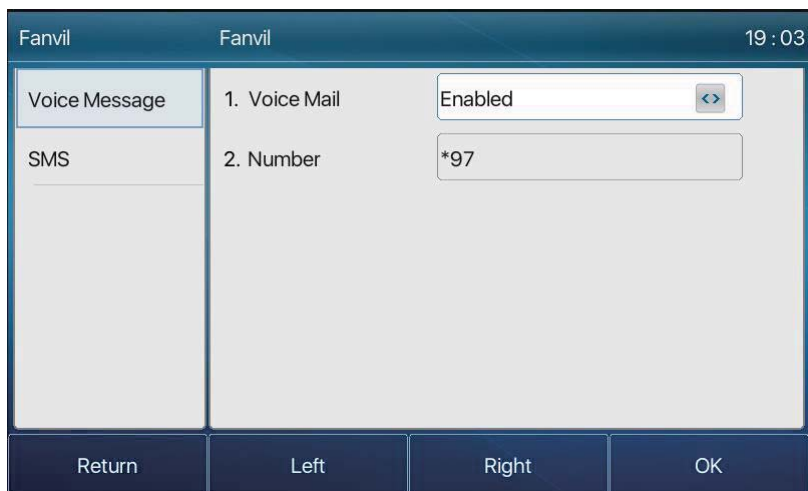 Fanvil Fanvil 19:03
Voice Message
SMS
1. Voice Mail Enabled
2. Number *97
Return Left Right OK